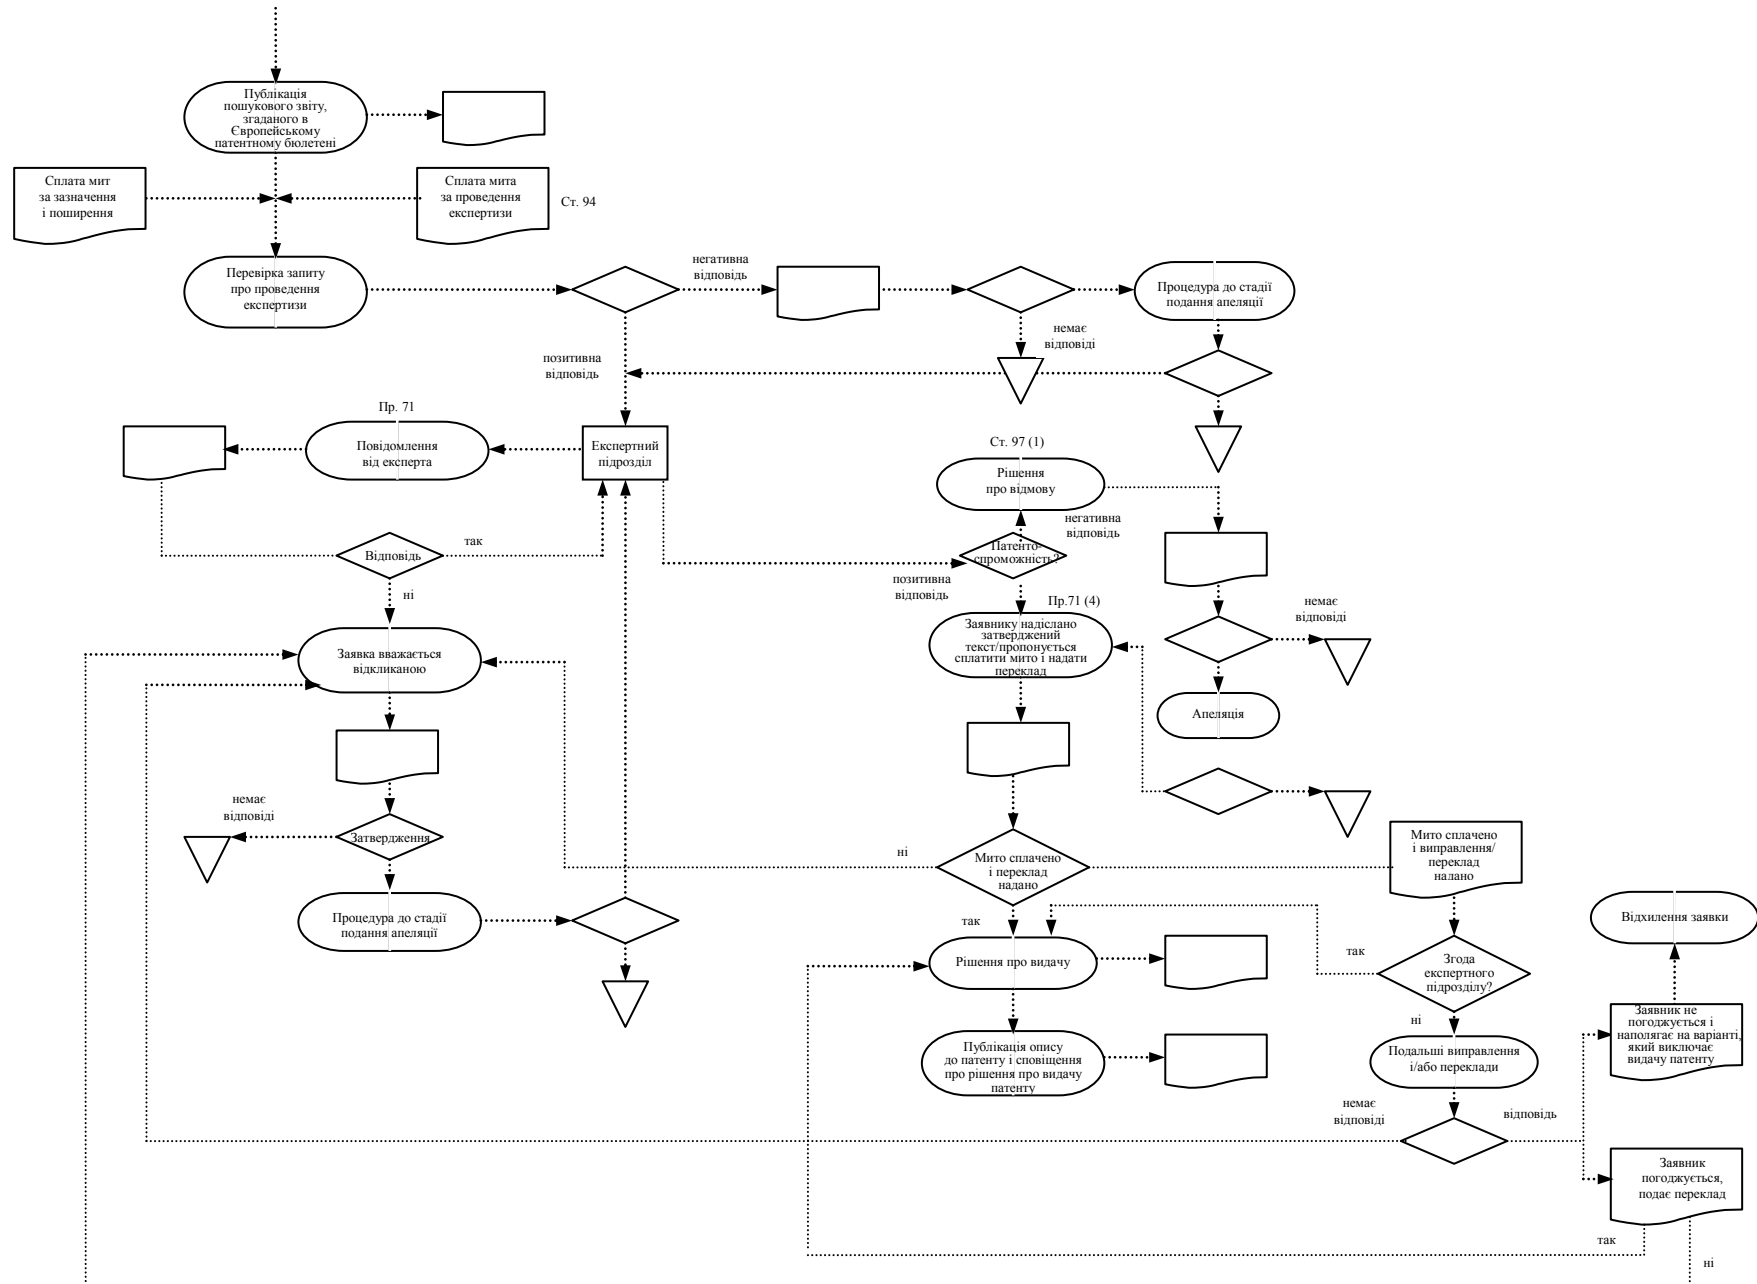 Публікація
пошукового звіту,
згаданого в
Європейському
патентному бюлетені
Сплата мит
за зазначення
і поширення
Сплата мита
за проведення
експертизи
Ст. 94
Перевірка запиту
про проведення
експертизи
негативна
відповідь
Процедура до стадії
подання апеляції
немає
відповіді
позитивна
відповідь
Пр. 71
Повідомлення
від експерта
Експертний
підрозділ
Ст. 97 (1)
Рішення
про відмову
негативна
відповідь
Відповідь
так
Патенто-
спроможність?
позитивна
відповідь
ні
Пр.71 (4)
немає
відповіді
Заявка вважається
відкликаною
Заявнику надіслано
затверджений
текст/пропонується
сплатити мито і надати
переклад
Апеляція
немає
відповіді
Затвердження
ні
Мито сплачено
і переклад
надано
Мито сплачено
і виправлення/
переклад
надано
Процедура до стадії
подання апеляції
так
Відхилення заявки
Рішення про видачу
так
Згода
експертного
підрозділу?
ні
Заявник не
погоджується і
наполягає на варіанті,
який виключає
видачу патенту
Публікація опису
до патенту і сповіщення
про рішення про видачу
патенту
Подальші виправлення
і/або переклади
немає
відповіді
відповідь
Заявник
погоджується,
подає переклад
так
ні